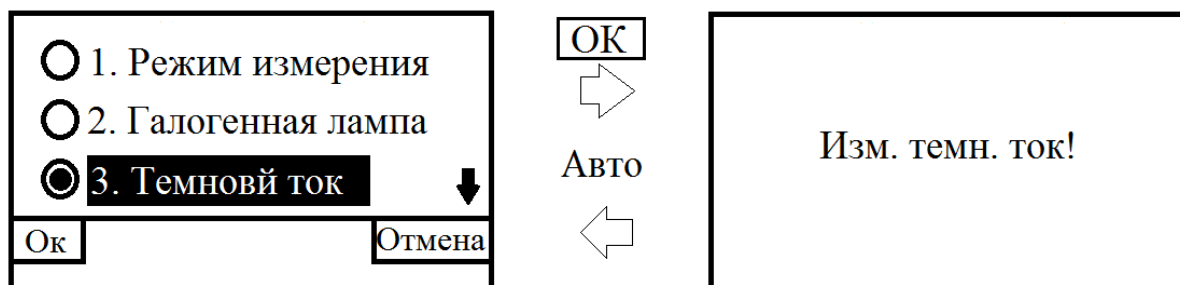 1. Режим измерения
2. Галогенная лампа
3. Темновй ток
Ок
Отмена
ОК
Авто
Изм. темн. ток!